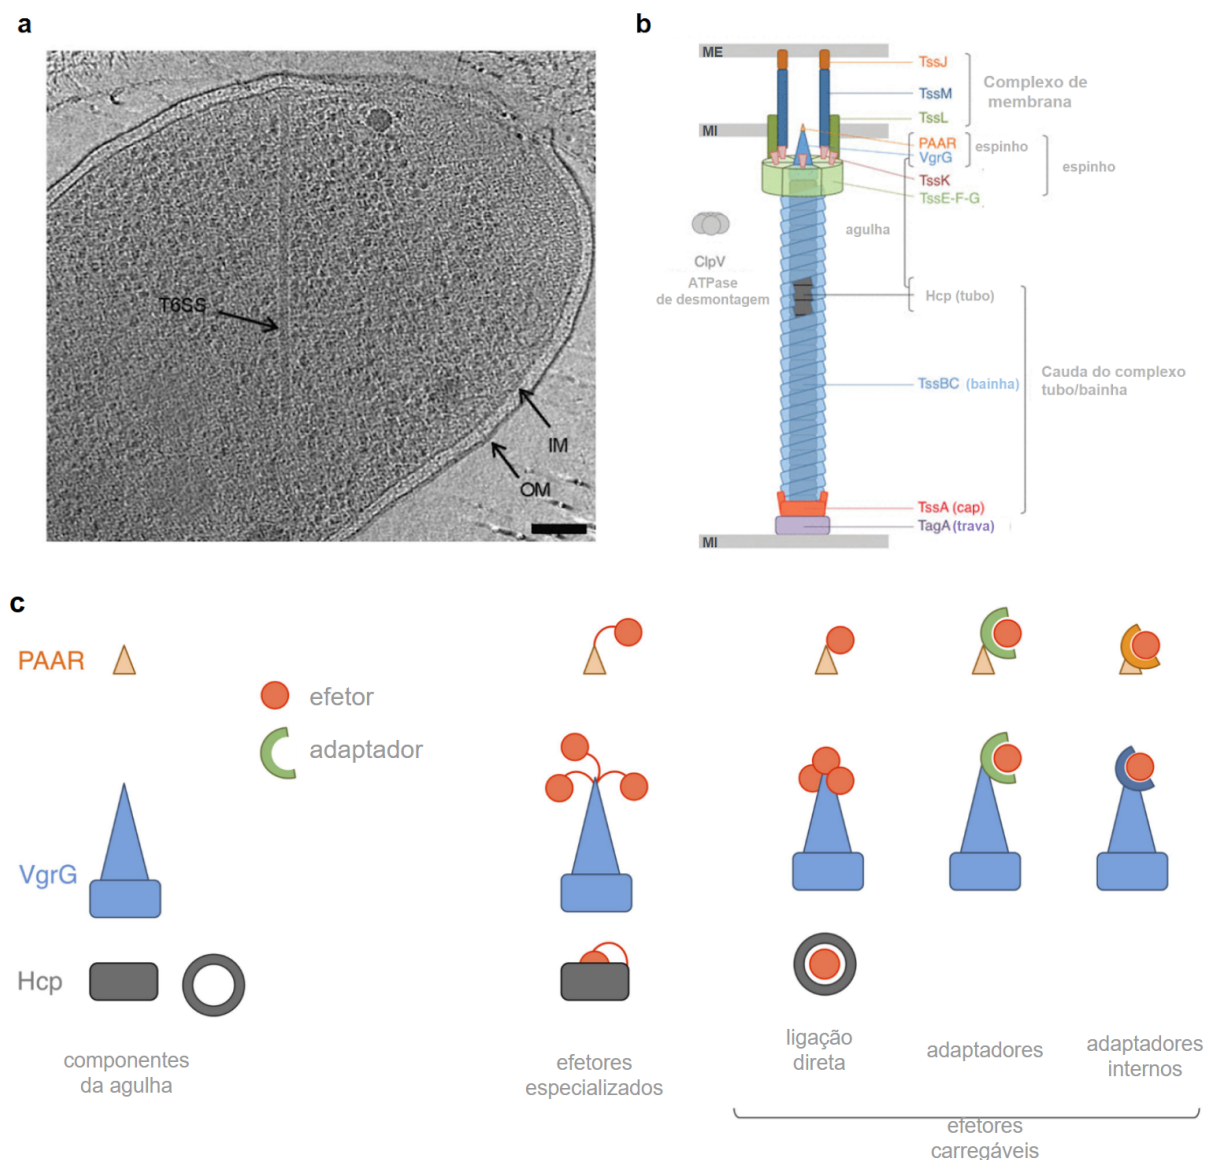 a
T6SS
IM
OM
b
ME
TssJ
TssM
Complexo de
membrana
TssL
MI
PAAR
VgrG
espinho
espinho
TssK
TssE-F-G
agulha
ClpV
ATPase
de desmontagem
Hcp (tubo)
TssBC (bainha)
Cauda do complexo
tubo/bainha
TssA (cap)
TagA (trava)
MI
c
PAAR
efetor
adaptador
VgrG
Hcp
componentes
da agulha
efetores
especializados
ligação
direta
adaptadores
adaptadores
internos
efetores
carregáveis